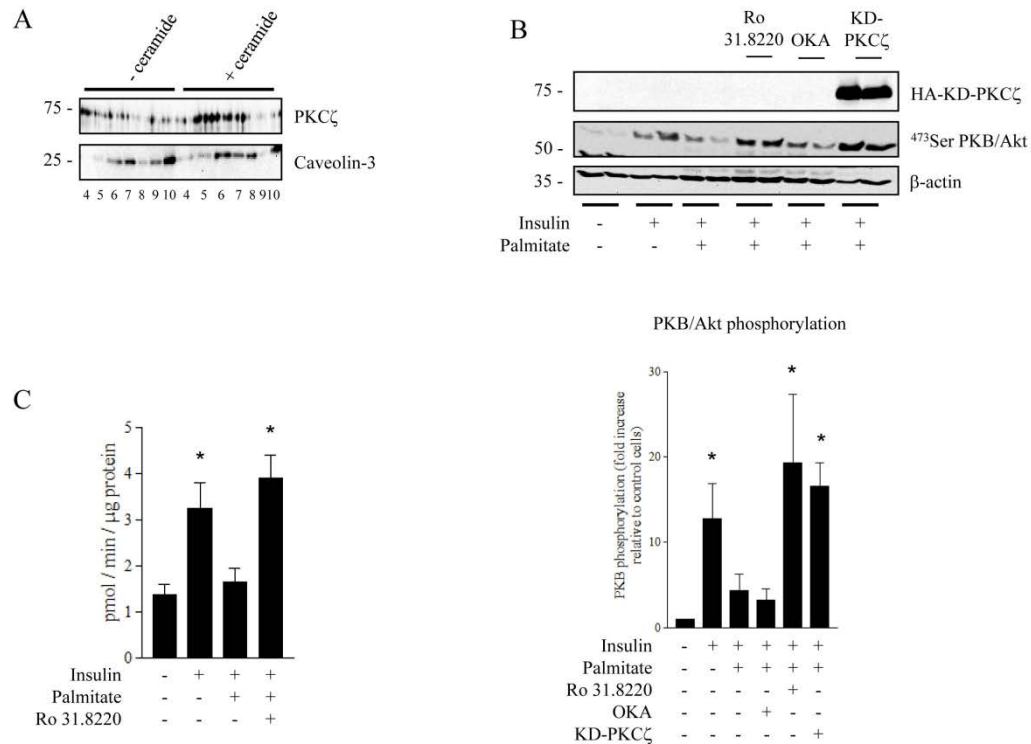 A
- ceramide
+ ceramide
75 -
PKCζ
25 -
Caveolin-3
4 5 6 7 8 9 10 4 5 6 7 8 9 10
B
Ro
31.8220
OKA
KD-
PKCζ
75 -
HA-KD-PKCζ
50 -
473Ser PKB/Akt
35 -
β-actin
Insulin - + + + + +
Palmitate - - + + + +
PKB/Akt phosphorylation
PKB phosphorylation (fold increase
relative to control cells)
30
20
10
0
* * *
Insulin - + + + + +
Palmitate - - + + + +
Ro 31.8220 - - - - + -
OKA - - - + - -
KD-PKCζ - - - - - +
C
pmol / min / μg protein
5
4
3
2
1
0
* *
Insulin - + + +
Palmitate - - + +
Ro 31.8220 - - - +